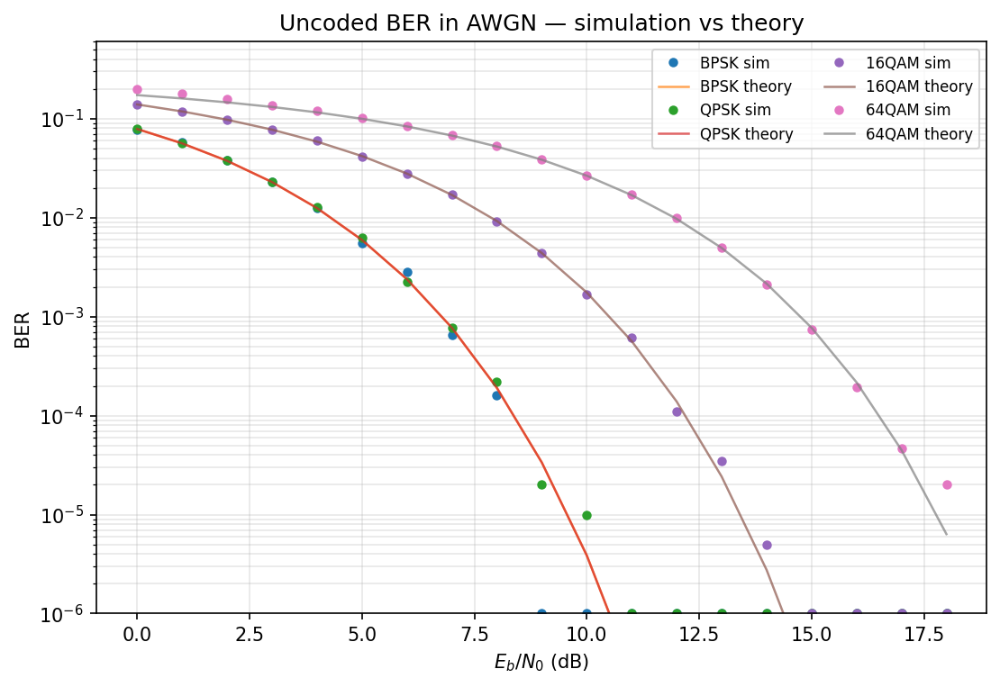 Uncoded BER in AWGN — simulation vs theory
BPSK sim
BPSK theory
QPSK sim
QPSK theory
16QAM sim
16QAM theory
64QAM sim
64QAM theory
BER
10⁻¹
10⁻²
10⁻³
10⁻⁴
10⁻⁵
10⁻⁶
0.0 2.5 5.0 7.5 10.0 12.5 15.0 17.5
E_b/N_0 (dB)